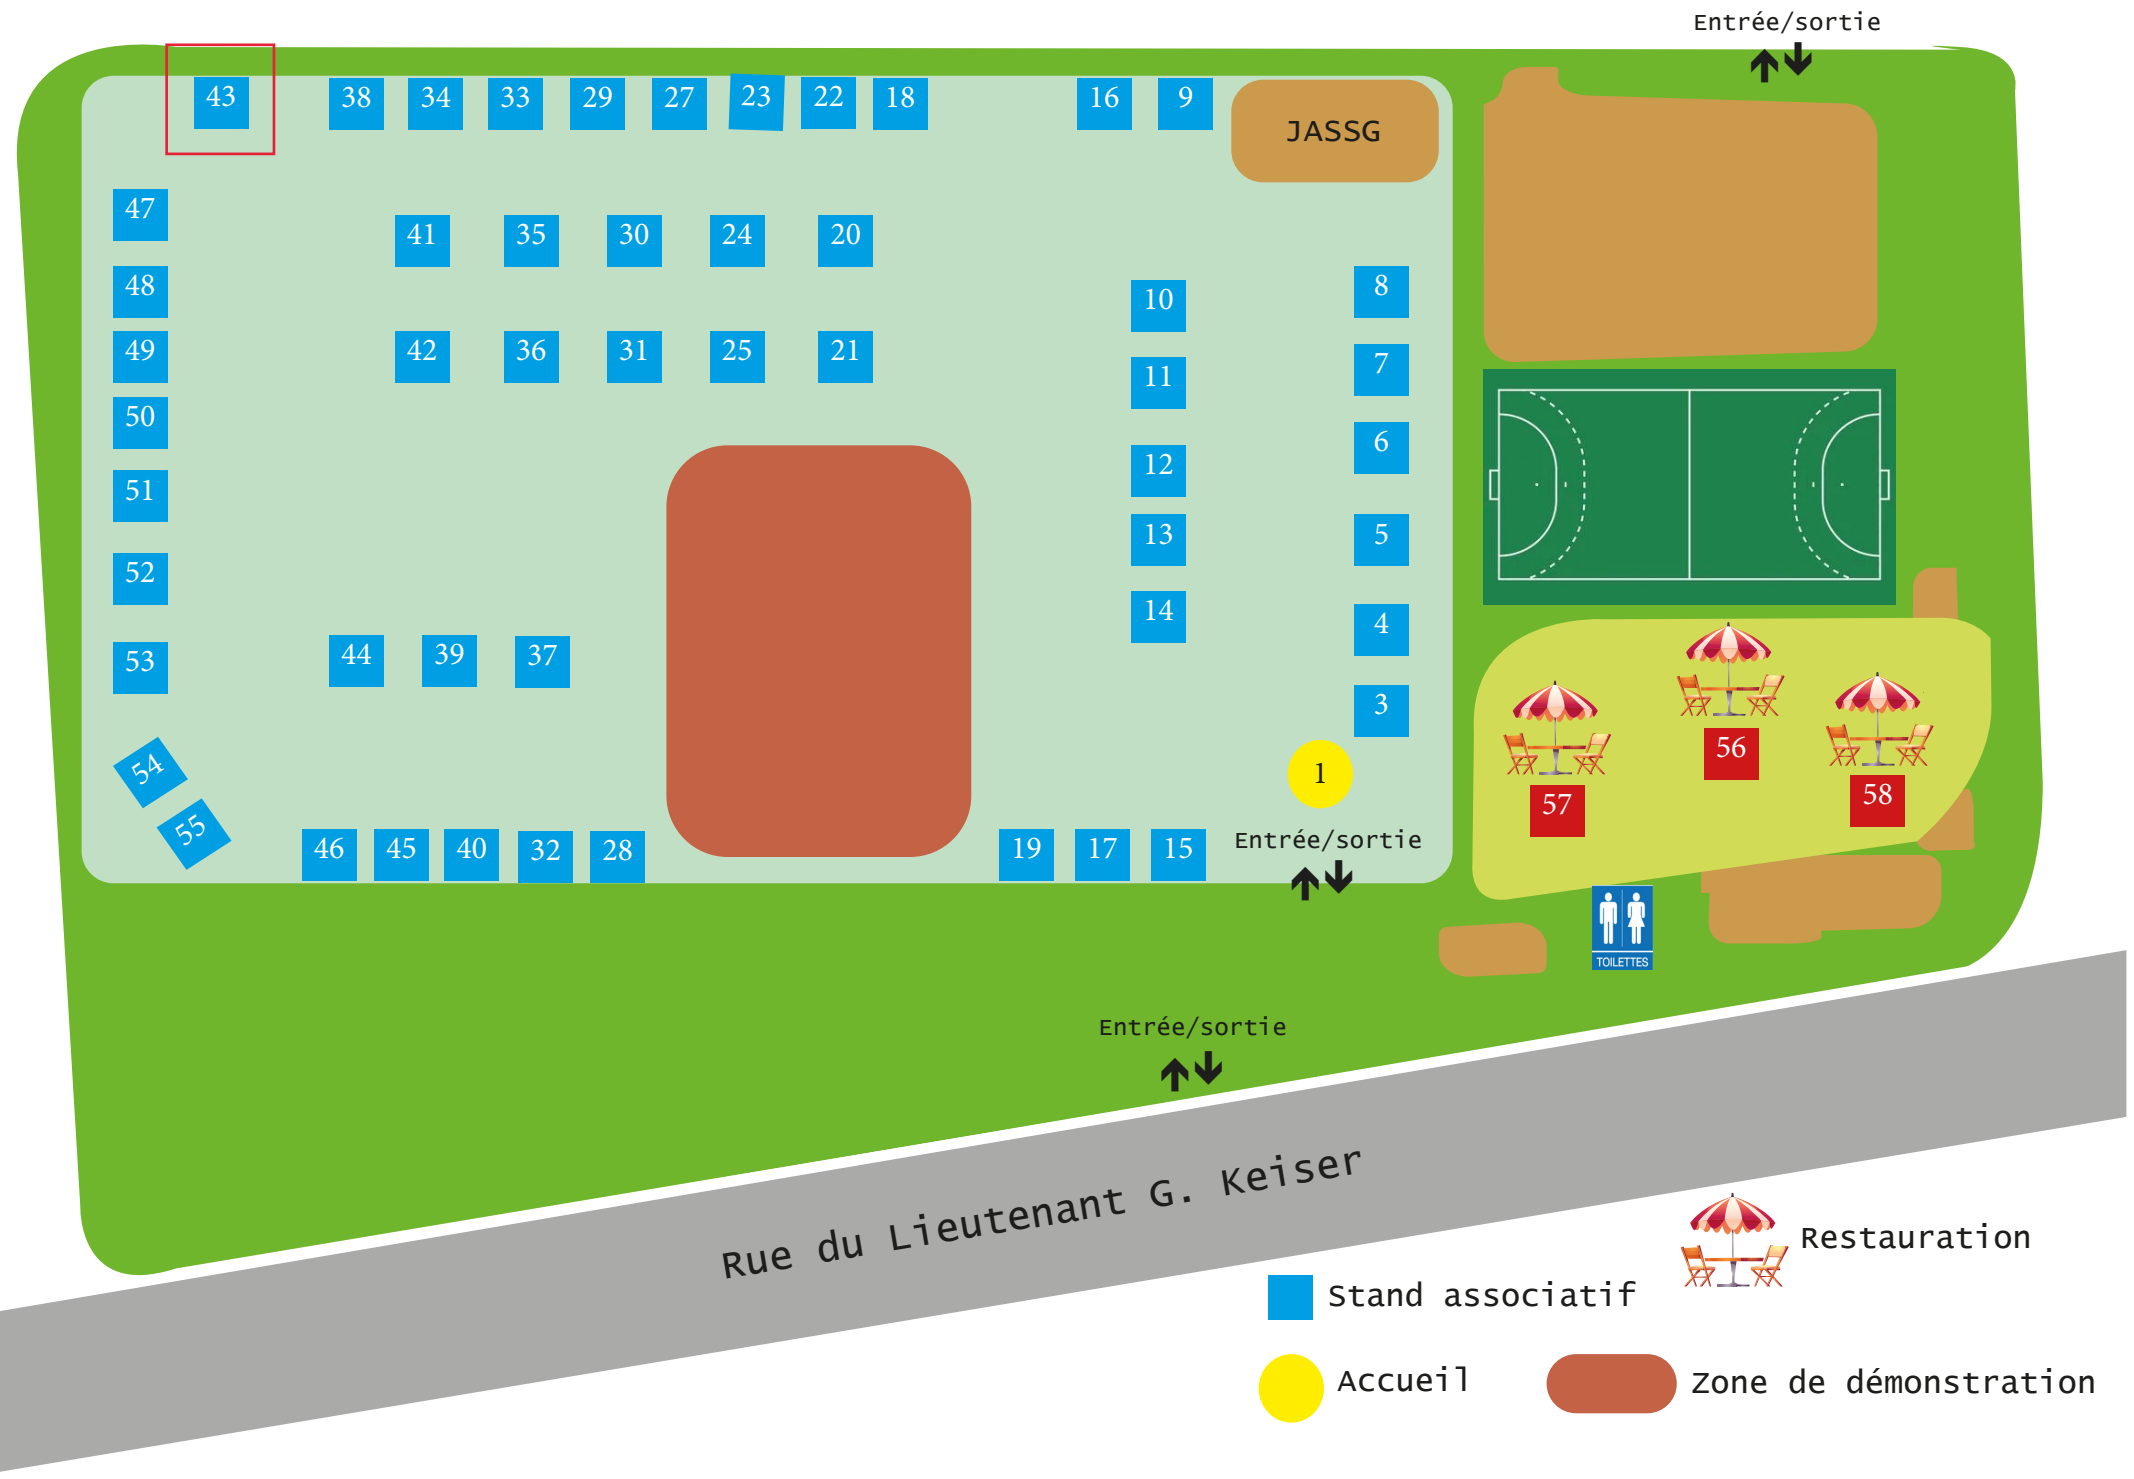 Entrée/sortie
43 38 34 33 29 27 23 22 18 16 9
JASSG
47
41 35 30 24 20
48
10
8
49
42 36 31 25 21
11
7
50
12
6
51
13
5
52
14
4
53
44 39 37
3
54
1
56
57
58
55
Entrée/sortie
46 45 40 32 28 19 17 15
TOILETTES
Entrée/sortie
Rue du Lieutenant G. Keiser
Restauration
Stand associatif
Accueil
Zone de démonstration